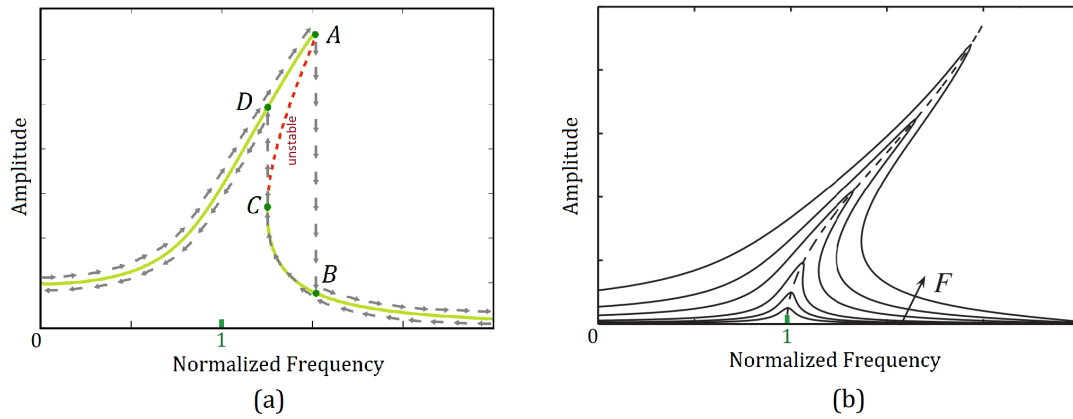 A
D
unstable
C
B
Amplitude
0
1
Normalized Frequency
(a)
Amplitude
F
0
1
Normalized Frequency
(b)